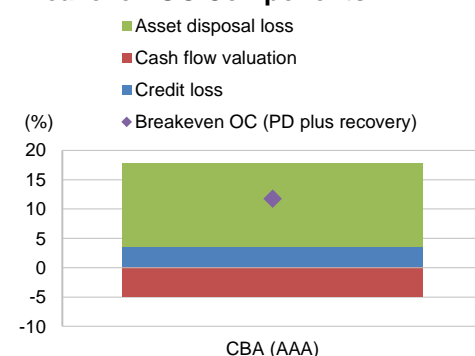 Asset disposal loss
Cash flow valuation
Credit loss
Breakeven OC (PD plus recovery)
(%)
20
15
10
5
0
-5
-10
CBA (AAA)